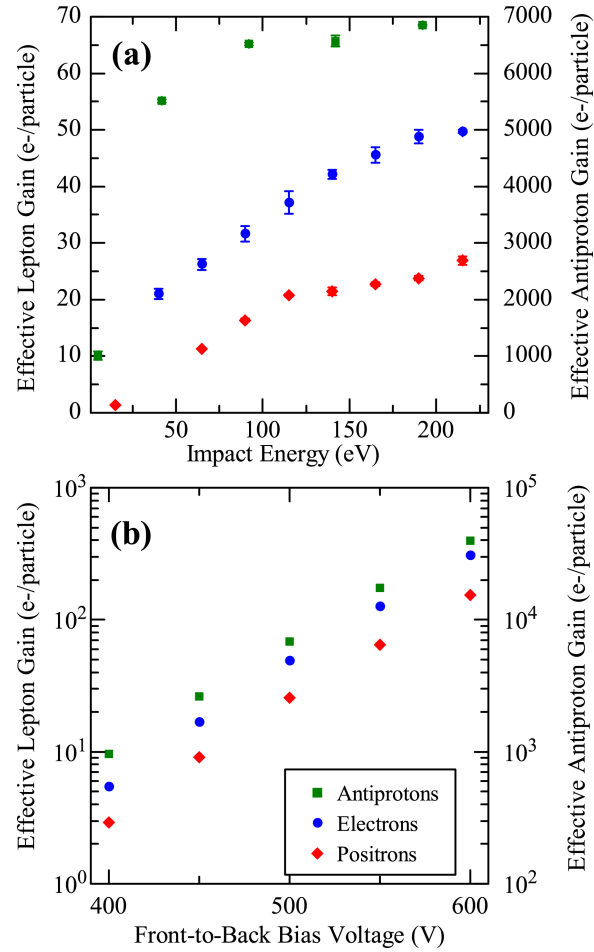 (a)
Effective Lepton Gain (e-/particle)
70
60
50
40
30
20
10
0
7000
6000
5000
4000
3000
2000
1000
0
Effective Antiproton Gain (e-/particle)
50 100 150 200
Impact Energy (eV)
(b)
Effective Lepton Gain (e-/particle)
10³
10²
10¹
10⁰
10⁵
10⁴
10³
10²
Effective Antiproton Gain (e-/particle)
Antiprotons
Electrons
Positrons
400 500 600
Front-to-Back Bias Voltage (V)